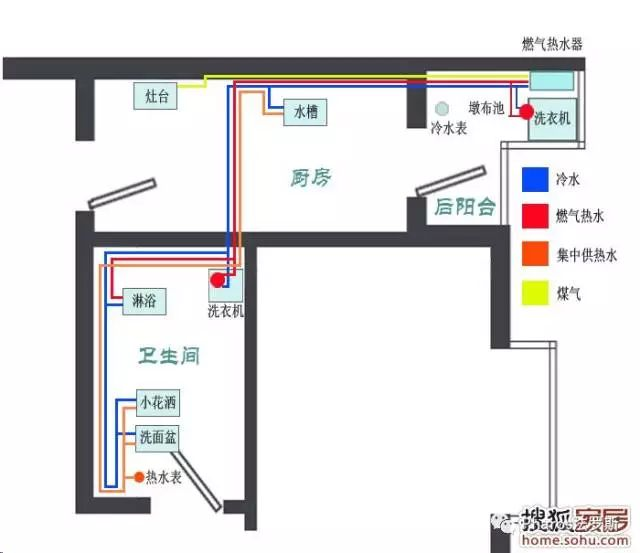 燃气热水器
灶台
水槽
墩布池
冷水表
洗衣机
厨房
后阳台
冷水
燃气热水
集中供热水
煤气
淋浴
洗衣机
卫生间
小花洒
洗面盆
热水表
搜狐家居
home.sohu.com